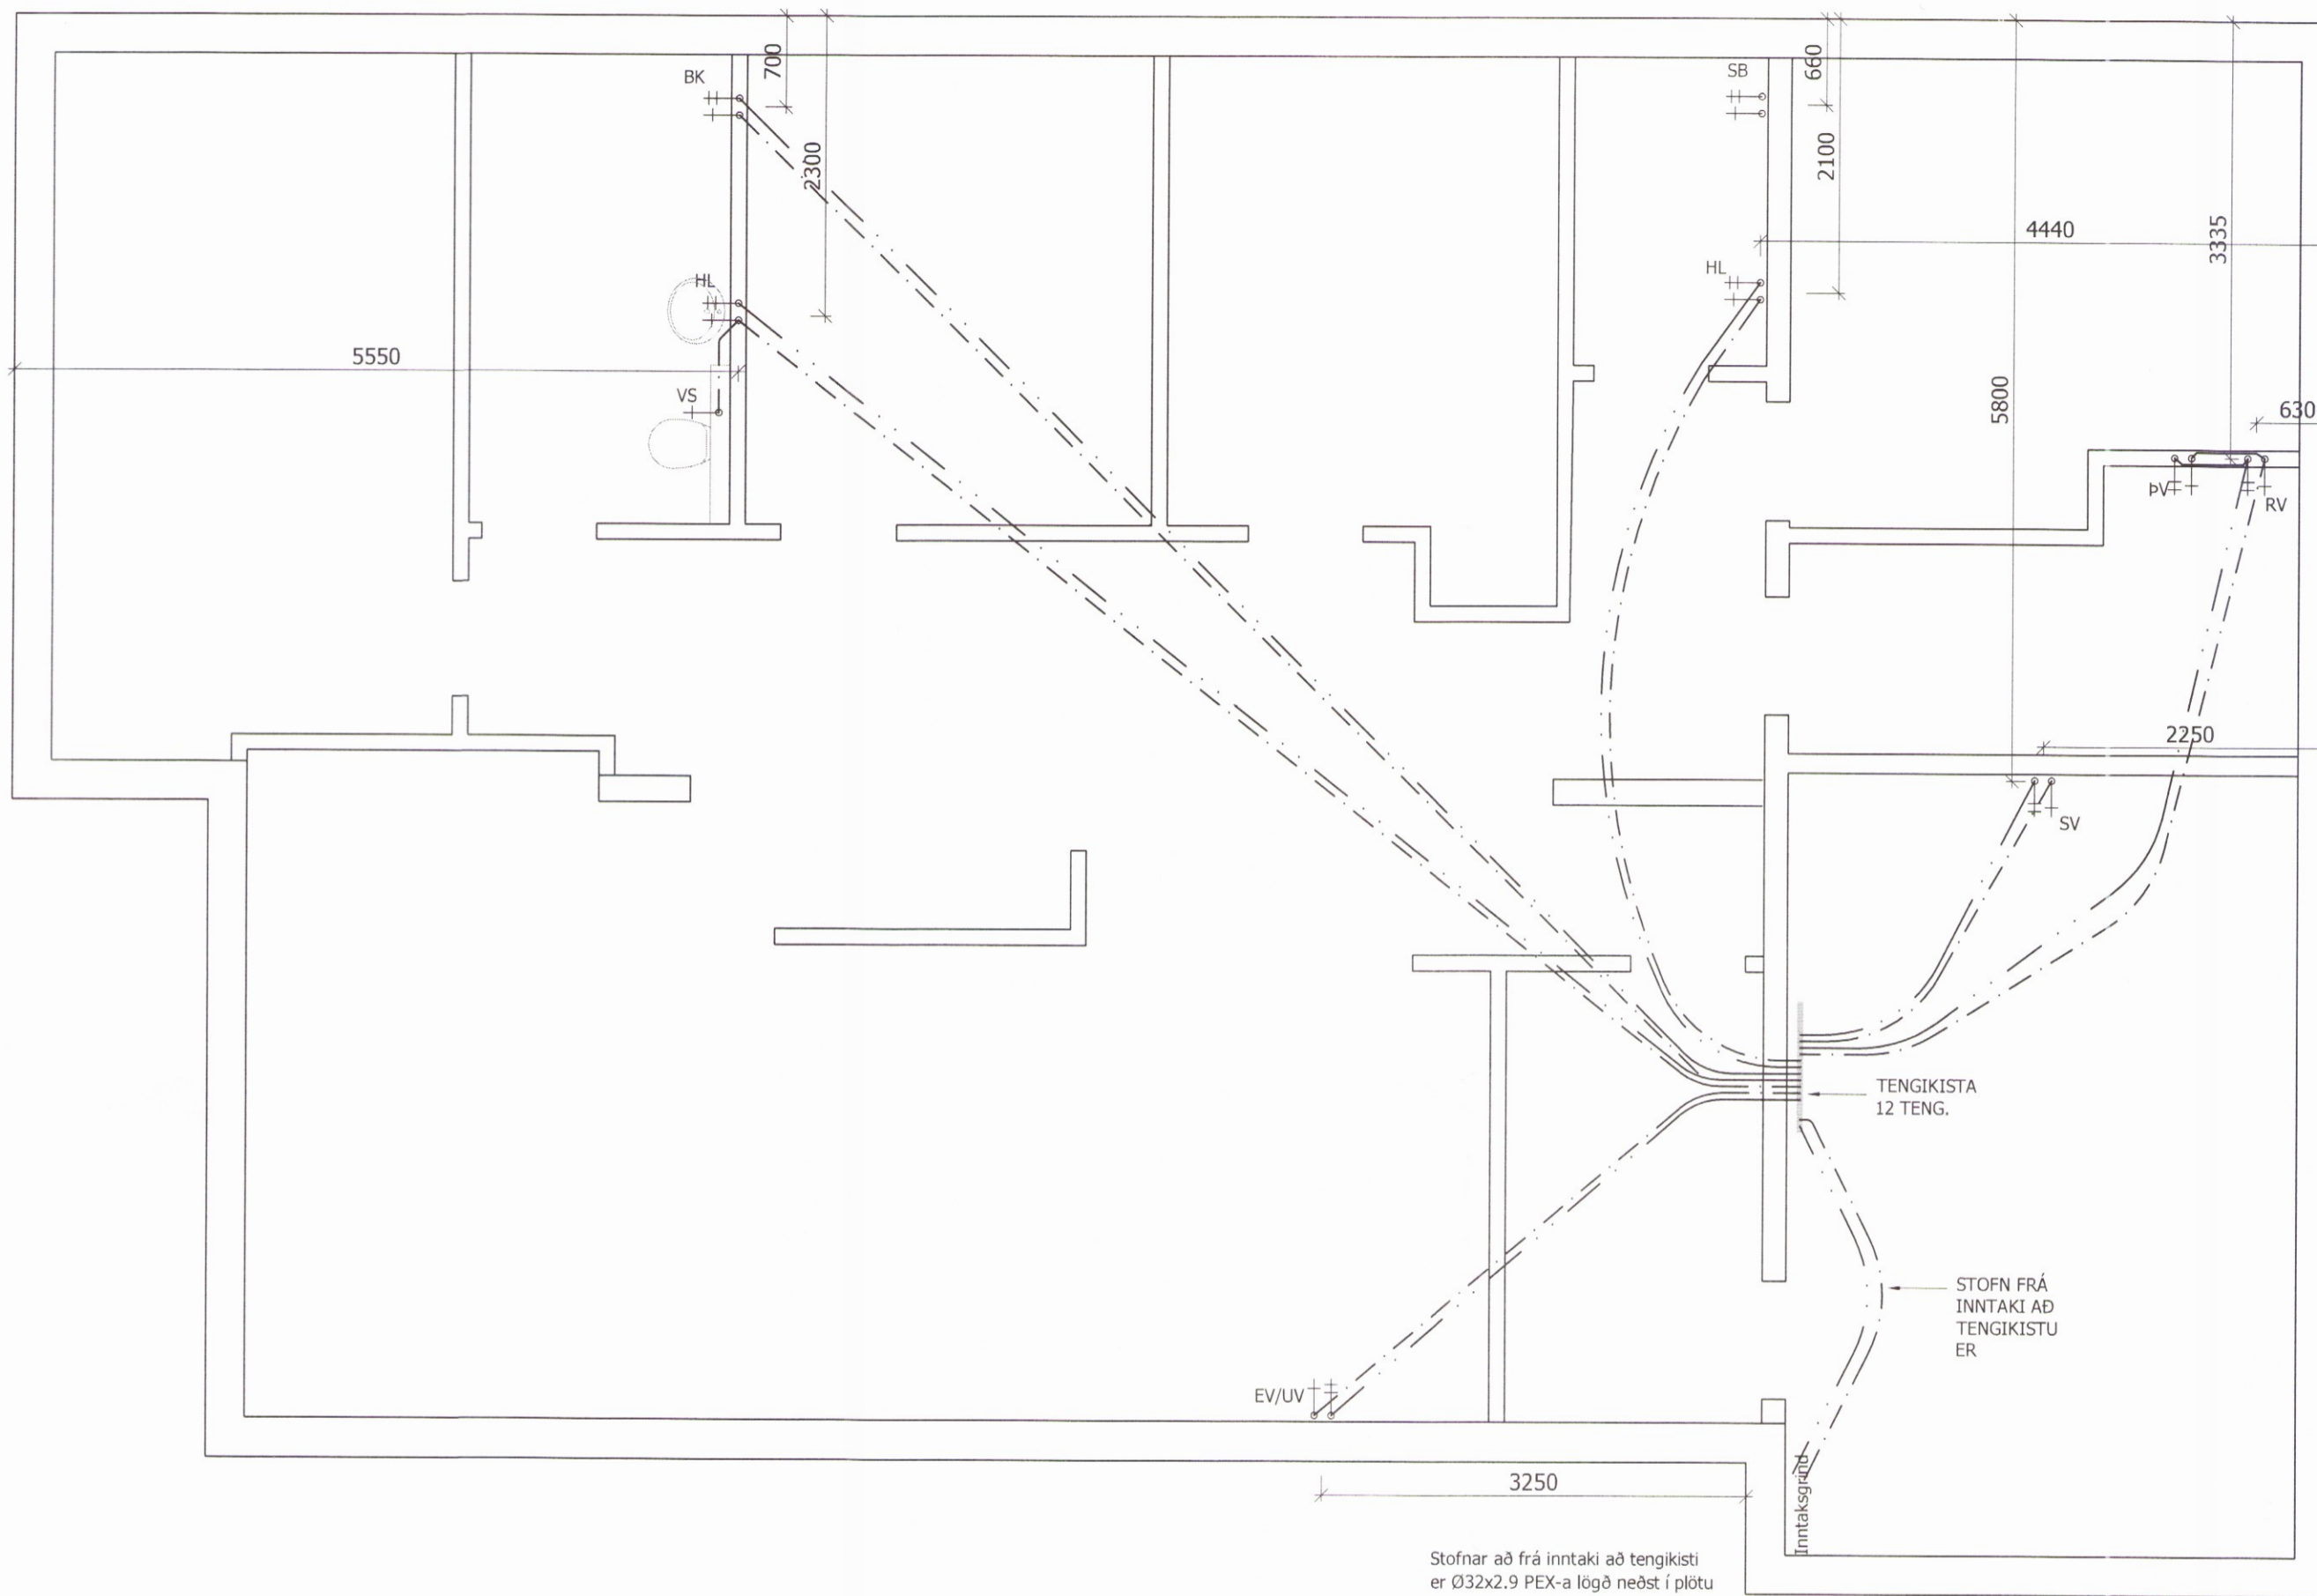 BK
700
2300
SB
660
2100
4440
3335
HL
HL
5550
VS
5800
630
ÞV
RV
2250
SV
TENGIKISTA
12 TENG.
STOFN FRÁ
INNTAKI AÐ
TENGIKISTU
ER
EV/UV
3250
Inntaksgrind
Stofnar að frá inntaki að tengikisti
er Ø32x2.9 PEX-a lögð neðst í plötu